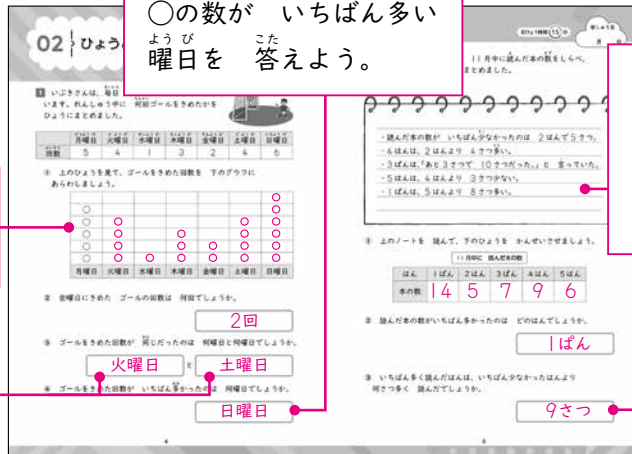 ○の数が いちばん多い
曜日を 答えよう。
よう び
こた
02 ひょう
目ひょう時間 15 分
月 日
1 いぶきさんは、毎日
います。れんしゅう中に 何回ゴールをきめたかを
ひょうにまとめました。
月曜日 火曜日 水曜日 木曜日 金曜日 土曜日 日曜日
回数 5 4 1 3 2 4 6
① 上のひょうを見て、ゴールをきめた回数を 下のグラフに
あらわしましょう。
月曜日 火曜日 水曜日 木曜日 金曜日 土曜日 日曜日
② 金曜日にきめた ゴールの回数は 何回でしょうか。
2回
③ ゴールをきめた回数が 同じだったのは 何曜日と何曜日でしょうか。
火曜日 と 土曜日
④ ゴールをきめた回数が いちばん多かったのは 何曜日でしょうか。
日曜日
4
11月中に読んだ本の数をしらべ、
まとめました。
・読んだ本の数が いちばん少なかったのは 2はんで5さつ。
・4はんは、2はんより 4さつ多い。
・3ぱんは、「あと3さつで 10さつだった。」と 言っていた。
・5はんは、4はんより 3さつ少ない。
・1ぱんは、5はんより 8さつ多い。
① 上のノートを 読んで、下のひょうを かんせいさせましょう。
11月中に 読んだ本の数
はん 1ぱん 2はん 3ぱん 4はん 5はん
本の数 14 5 7 9 6
② 読んだ本の数がいちばん多かったのは どのはんでしょうか。
1ぱん
③ いちばん多く読んだはんは、いちばん少なかったはんより
何さつ多く 読んだでしょうか。
9さつ